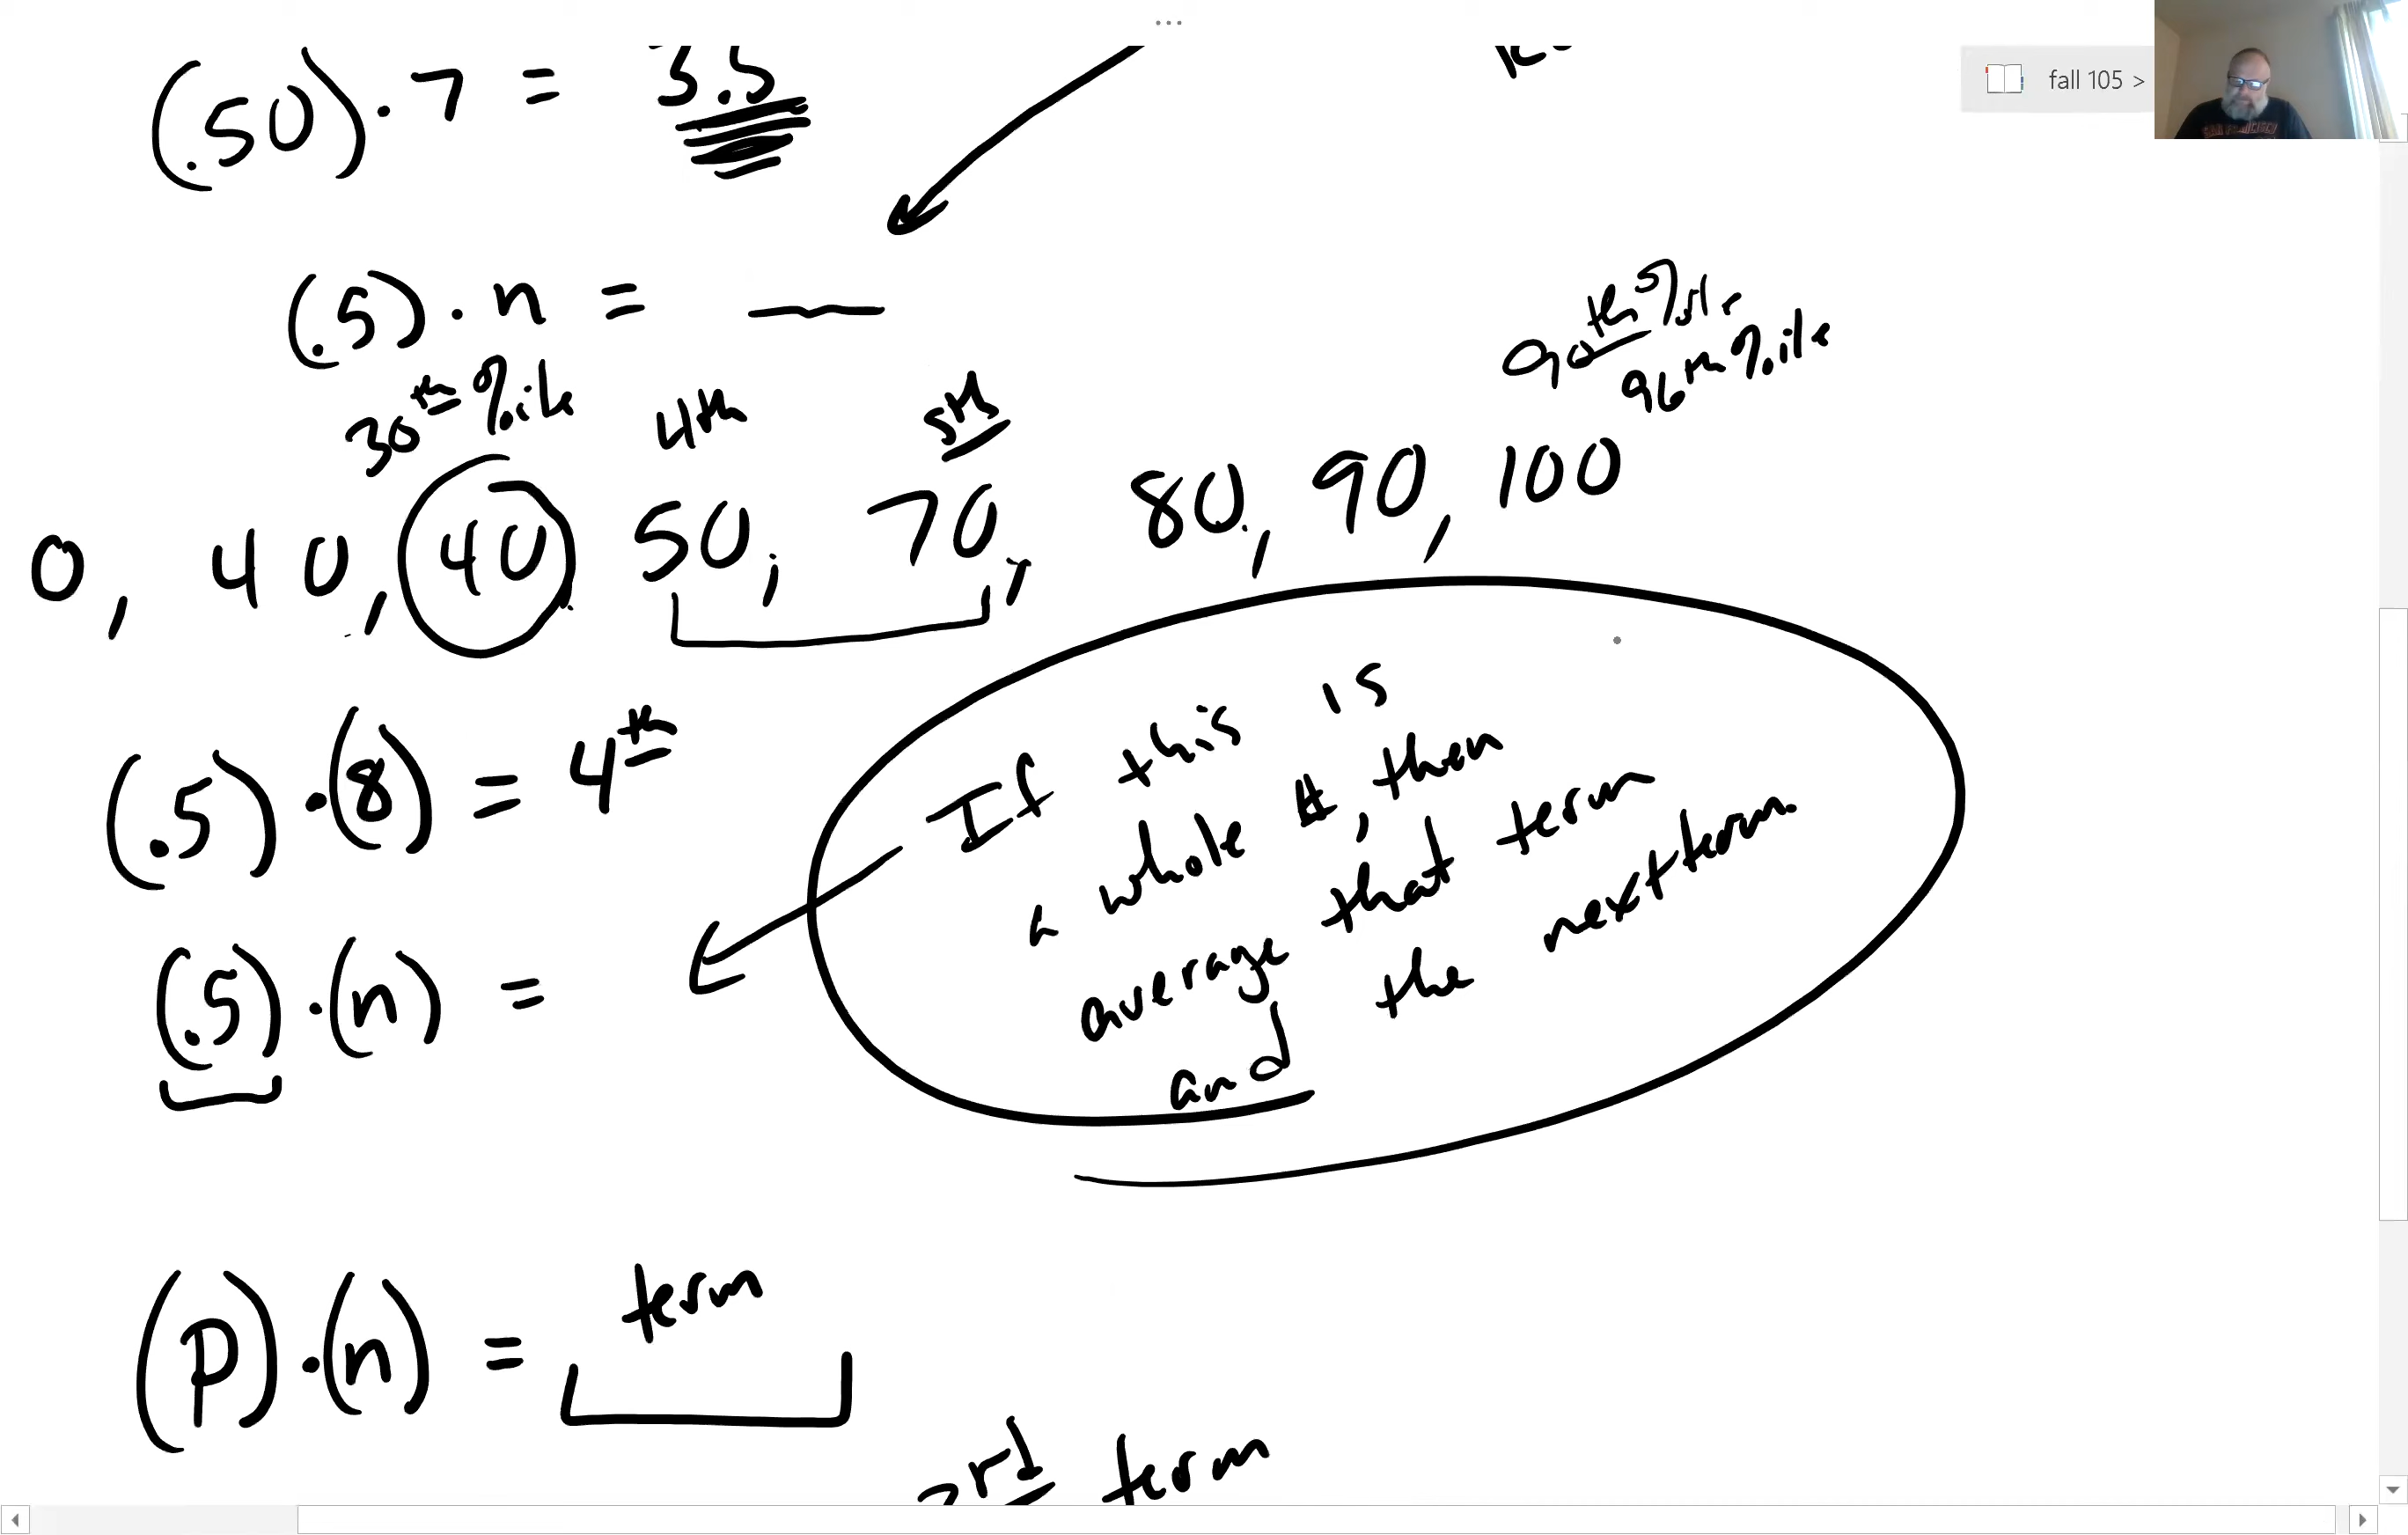 (.50) · 7 = 3.5
fall 105 >
(.5) · n = __
30th %ile
4th
5th
90th %ile
96th %ile
0, 40, 40, 50, 70, 80, 90, 100
(.5) · (8) = 4th
If this is
a whole #, then
average that term
and the next term.
(.5) · (n) =
(P) · (n) = term
3rd term